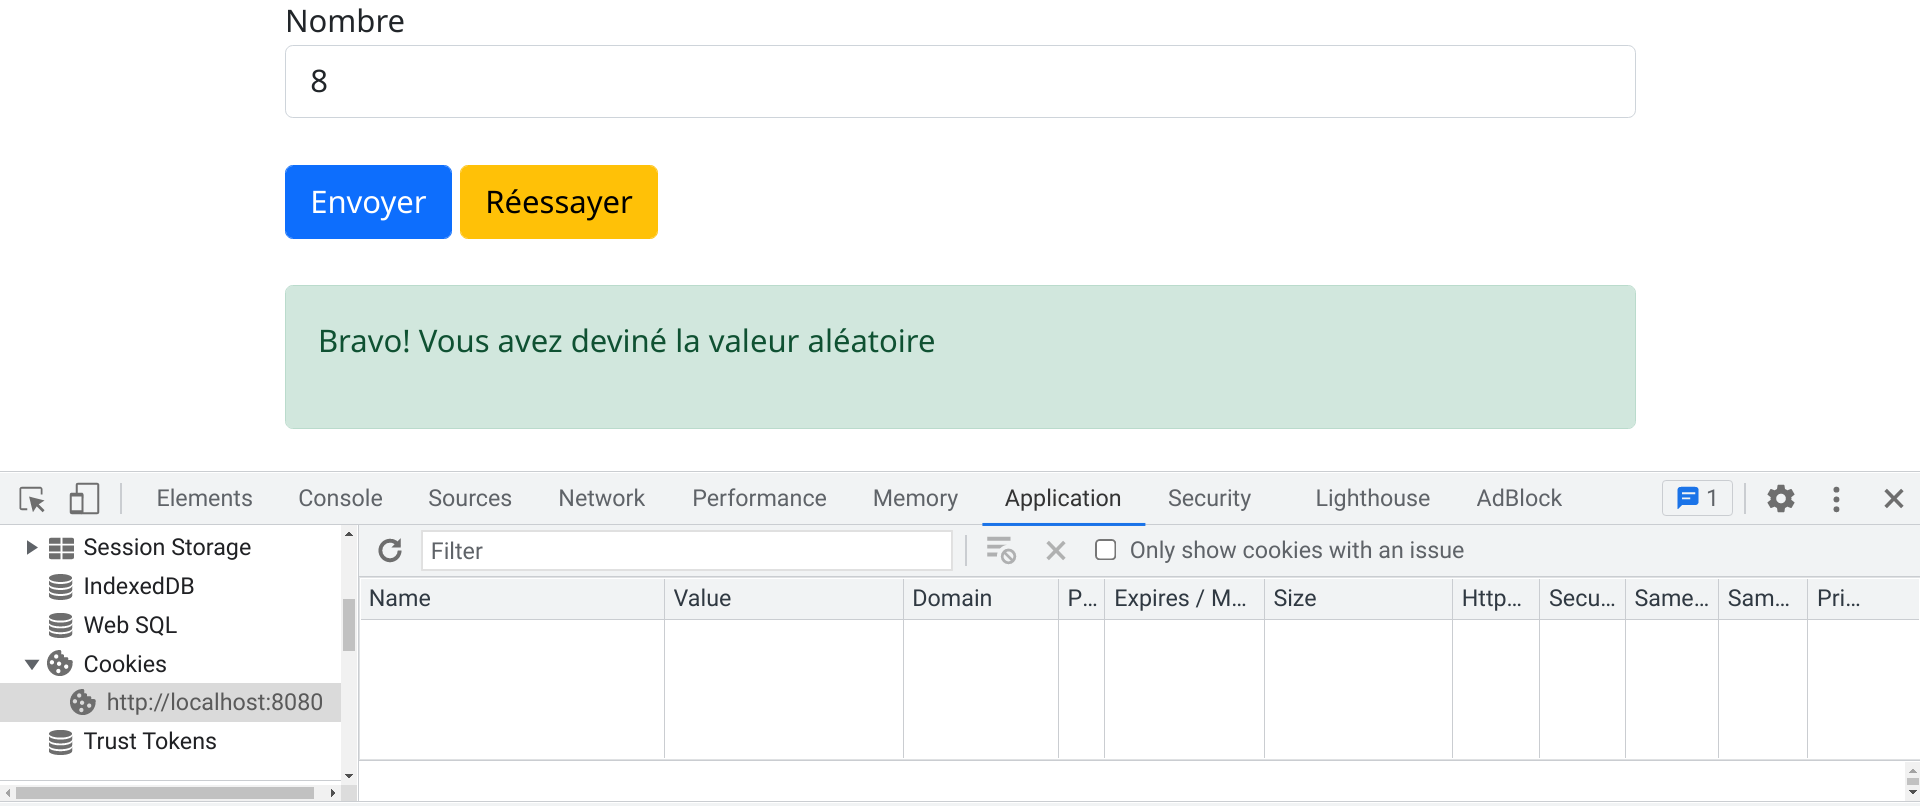 Nombre
8
Envoyer Réessayer
Bravo! Vous avez deviné la valeur aléatoire
Elements Console Sources Network Performance Memory Application Security Lighthouse AdBlock 1
Session Storage
IndexedDB
Web SQL
Cookies
http://localhost:8080
Trust Tokens
Filter Only show cookies with an issue
Name Value Domain P... Expires / M... Size Http... Secu... Same... Sam... Pri...